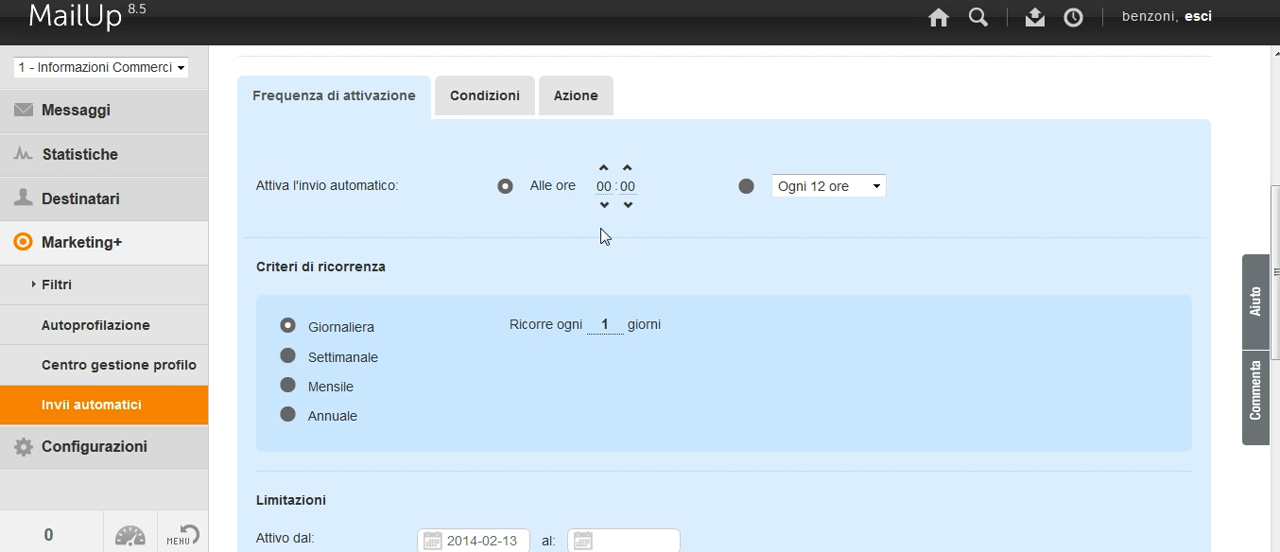 MailUp 8.5
benzoni, esci
1 - Informazioni Commerci
Messaggi
Statistiche
Destinatari
Marketing+
Filtri
Autoprofilazione
Centro gestione profilo
Invii automatici
Configurazioni
0
MENU
Frequenza di attivazione
Condizioni
Azione
Attiva l'invio automatico:
Alle ore
00 : 00
Ogni 12 ore
Criteri di ricorrenza
Giornaliera
Ricorre ogni 1 giorni
Settimanale
Mensile
Annuale
Limitazioni
Attivo dal:
2014-02-13
al:
Aiuto
Commenta